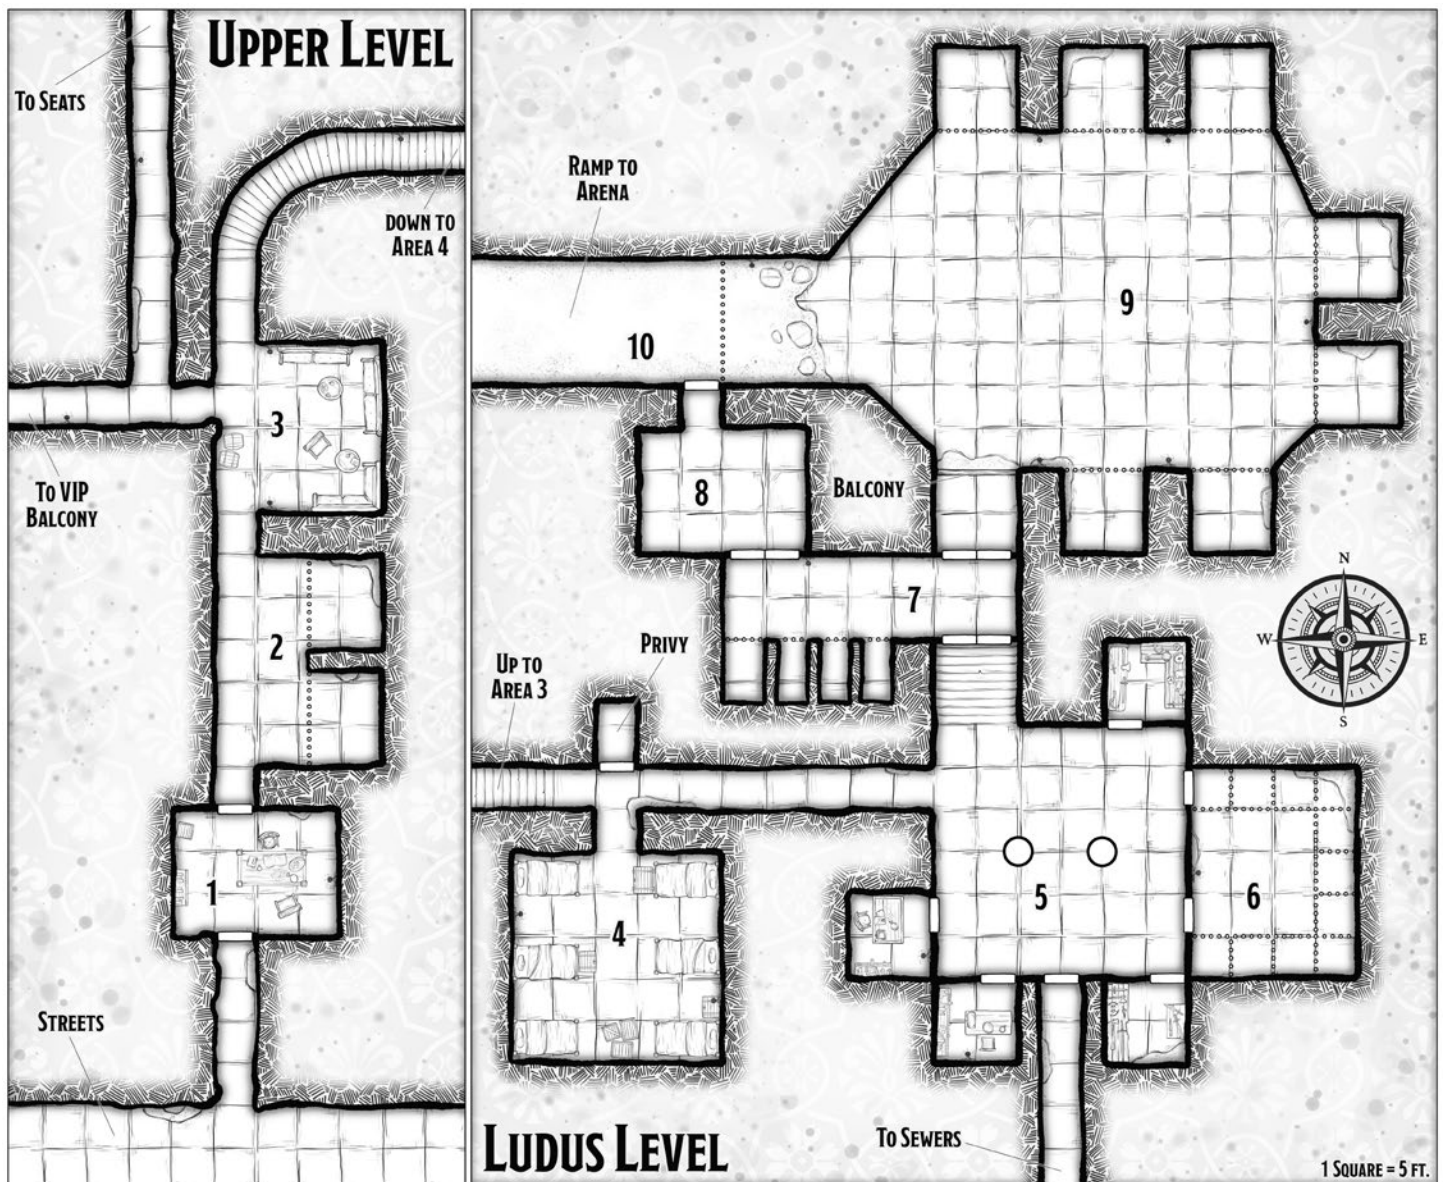 UPPER LEVEL
TO SEATS
DOWN TO
AREA 4
3
TO VIP
BALCONY
2
1
STREETS
RAMP TO
ARENA
9
10
8
BALCONY
7
PRIVY
UP TO
AREA 3
N
W
E
S
5
6
4
LUDUS LEVEL
TO SEWERS
1 SQUARE = 5 FT.